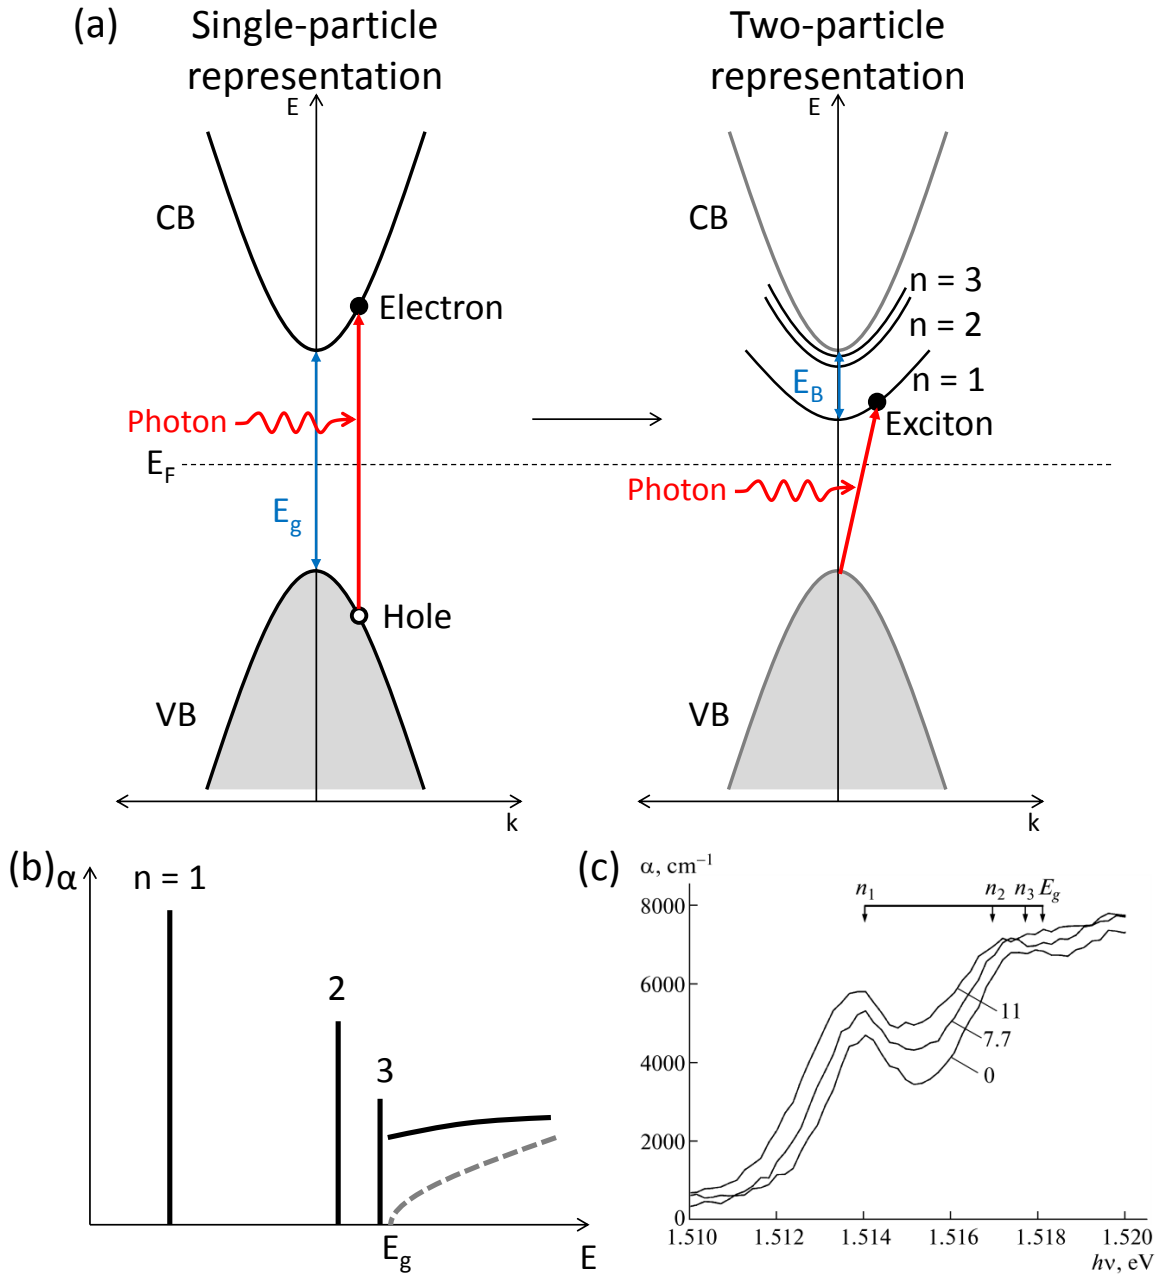 (a)
Single-particle
representation
Two-particle
representation
E
E
CB
CB
n = 3
n = 2
n = 1
Electron
E_B
Exciton
Photon
E_F
Photon
E_g
Hole
VB
VB
k
k
(b)
α
n = 1
2
3
E_g
E
(c)
α, cm⁻¹
n₁
n₂ n₃ E_g
8000
6000
4000
2000
0
11
7.7
0
1.510 1.512 1.514 1.516 1.518 1.520
hν, eV